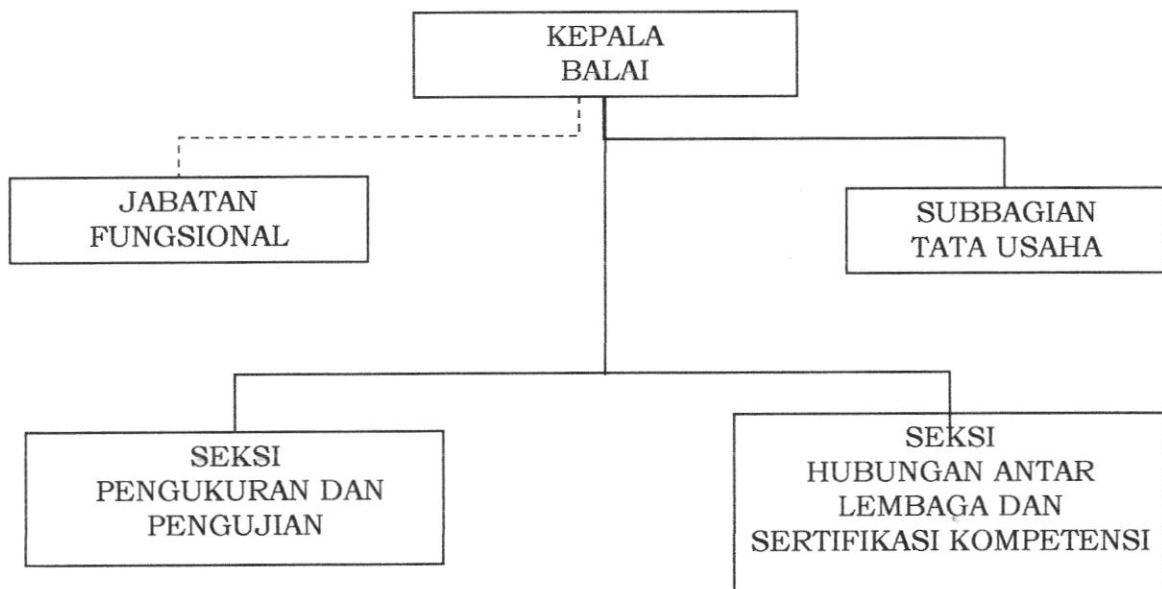 KEPALA
BALAI
JABATAN
FUNGSIONAL
SUBBAGIAN
TATA USAHA
SEKSI
PENGUKURAN DAN
PENGUJIAN
SEKSI
HUBUNGAN ANTAR
LEMBAGA DAN
SERTIFIKASI KOMPETENSI